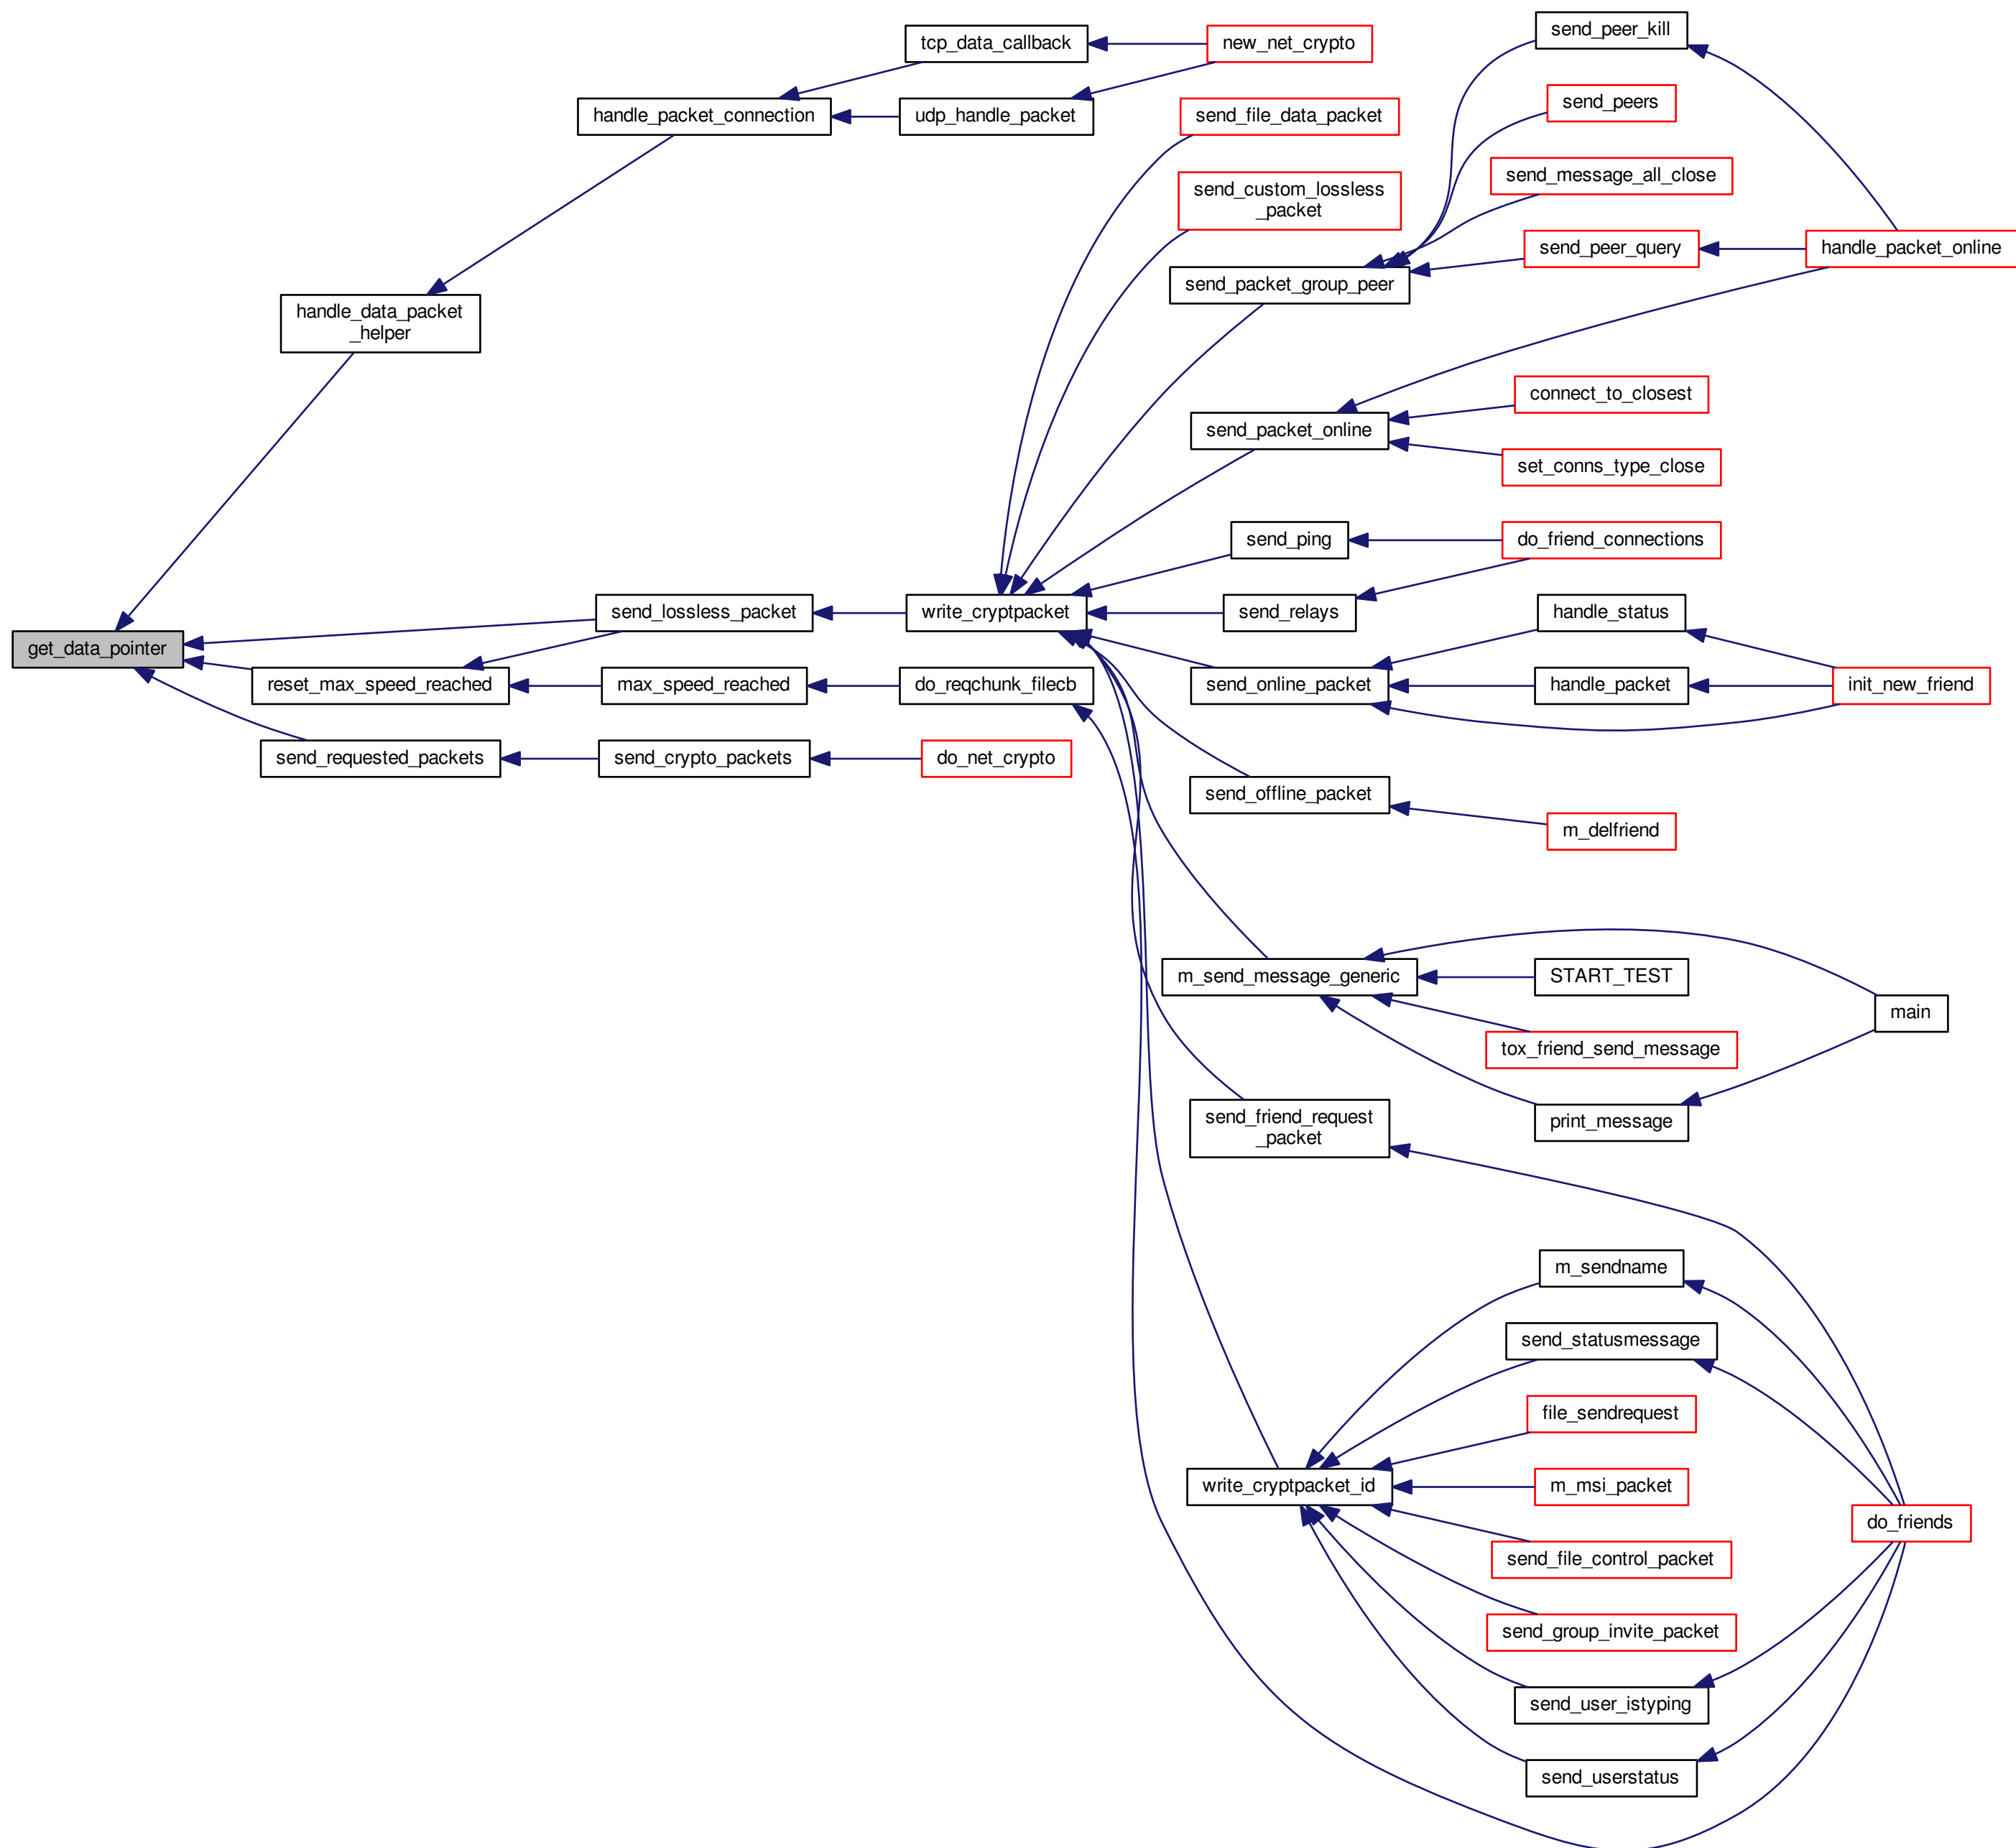 get_data_pointer
handle_data_packet
_helper
handle_packet_connection
tcp_data_callback
new_net_crypto
udp_handle_packet
send_lossless_packet
reset_max_speed_reached
max_speed_reached
do_reqchunk_filecb
send_requested_packets
send_crypto_packets
do_net_crypto
write_cryptpacket
send_file_data_packet
send_custom_lossless
_packet
send_packet_group_peer
send_peer_kill
send_peers
send_message_all_close
send_peer_query
handle_packet_online
send_packet_online
connect_to_closest
set_conns_type_close
send_ping
do_friend_connections
send_relays
send_online_packet
handle_status
handle_packet
init_new_friend
send_offline_packet
m_delfriend
m_send_message_generic
START_TEST
main
tox_friend_send_message
print_message
send_friend_request
_packet
write_cryptpacket_id
m_sendname
send_statusmessage
file_sendrequest
m_msi_packet
do_friends
send_file_control_packet
send_group_invite_packet
send_user_istyping
send_userstatus